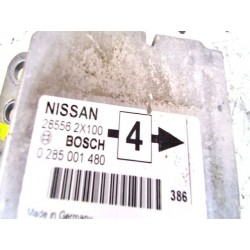 NISSAN
28556 2X100
BOSCH
0 285 001 480
4
386
Made in Germany